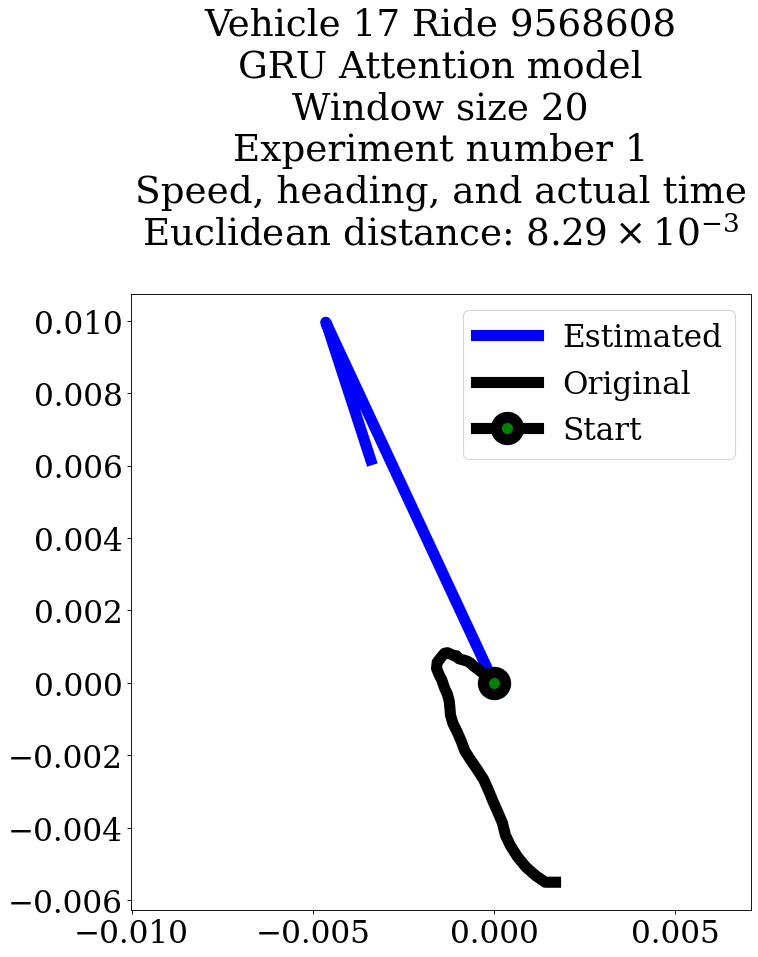 Vehicle 17 Ride 9568608
GRU Attention model
Window size 20
Experiment number 1
Speed, heading, and actual time
Euclidean distance: 8.29 × 10⁻³
Estimated
Original
Start
0.010
0.008
0.006
0.004
0.002
0.000
−0.002
−0.004
−0.006
−0.010 −0.005 0.000 0.005